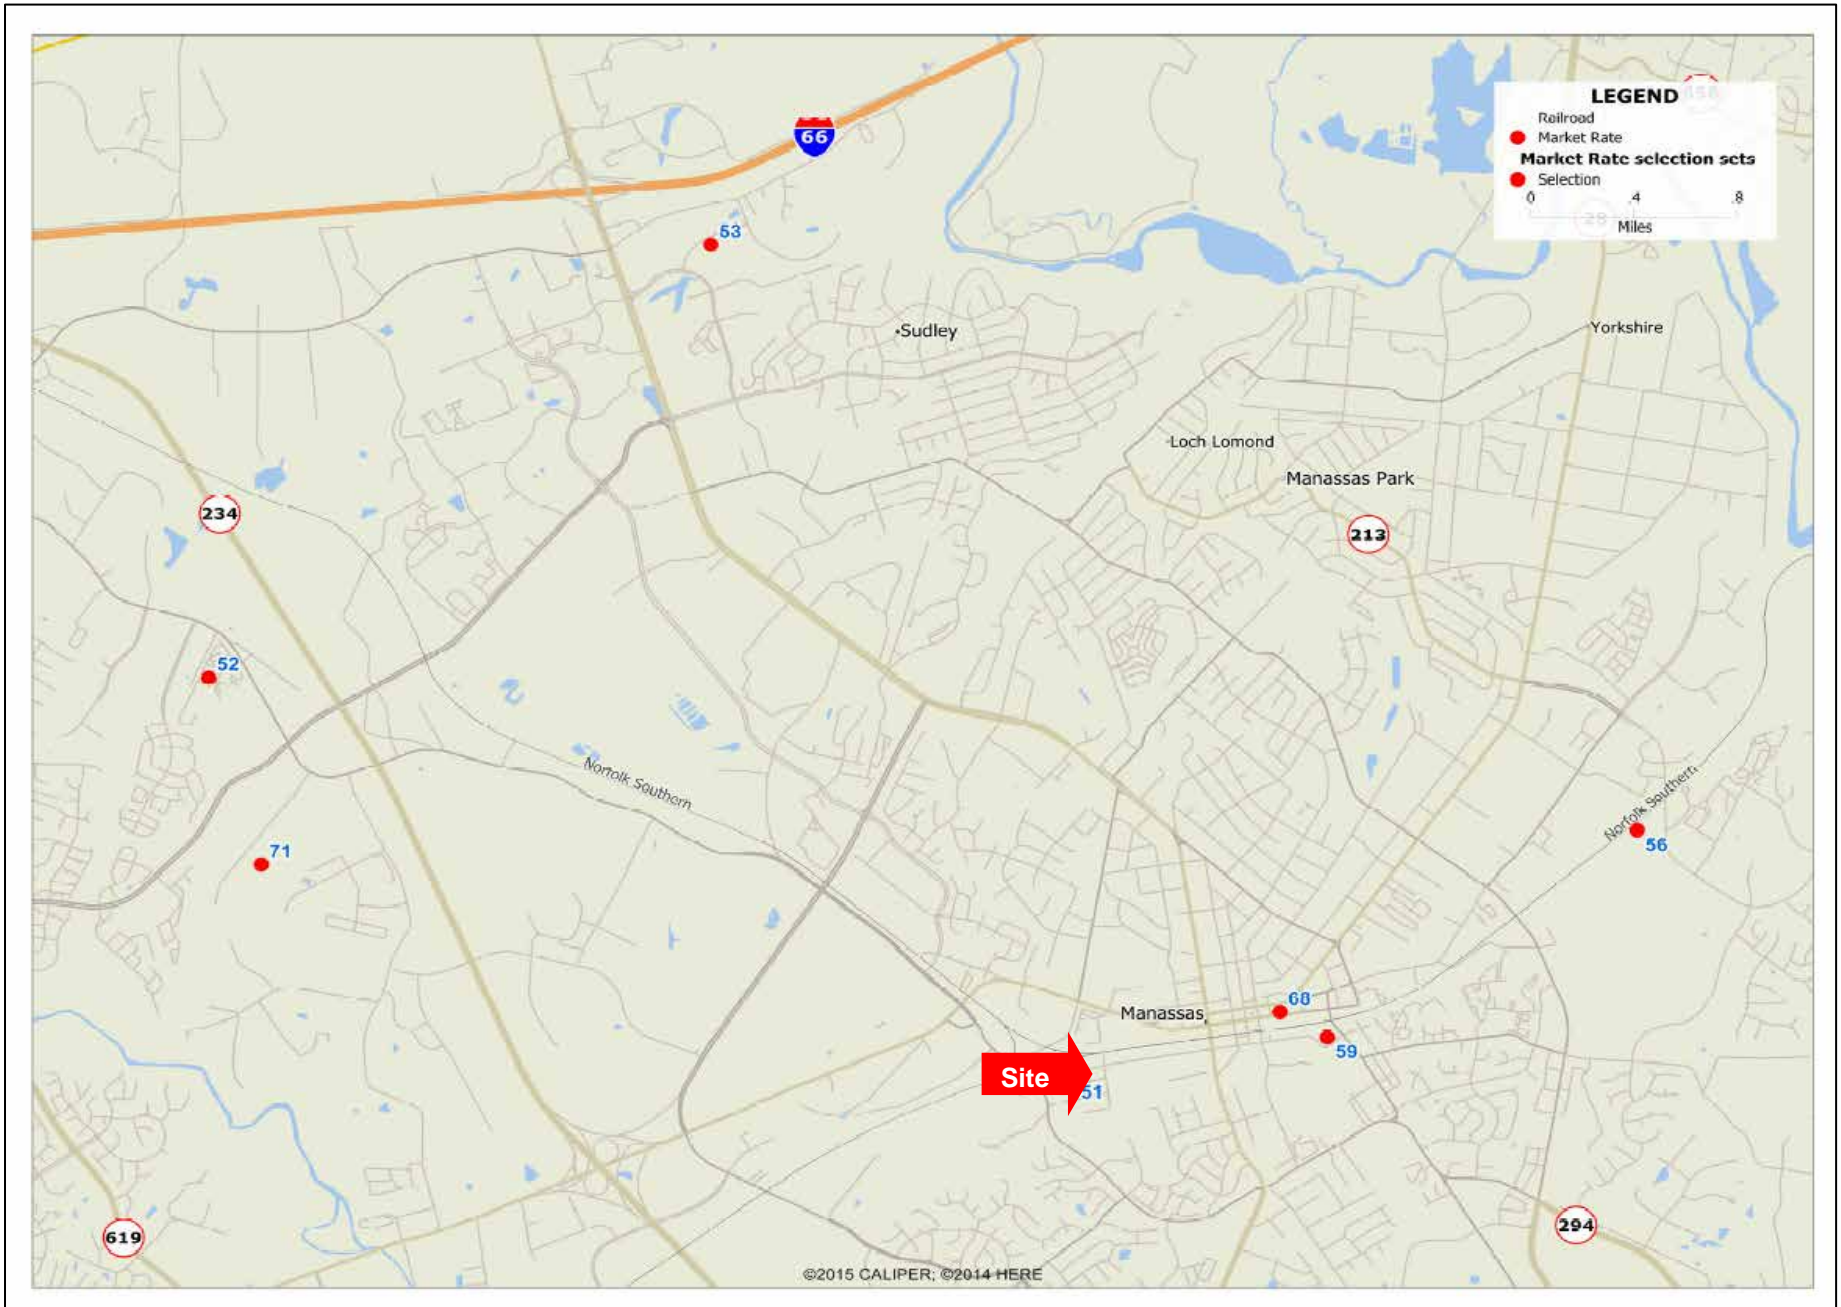 LEGEND
Railroad
Market Rate
Market Rate selection sets
Selection
0 .4 .8
Miles
28
66
53
Sudley
Yorkshire
Loch Lomond
Manassas Park
234
213
52
Norfolk Southern
Norfolk Southern
56
71
68
Manassas
59
Site
51
619
294
©2015 CALIPER; ©2014 HERE